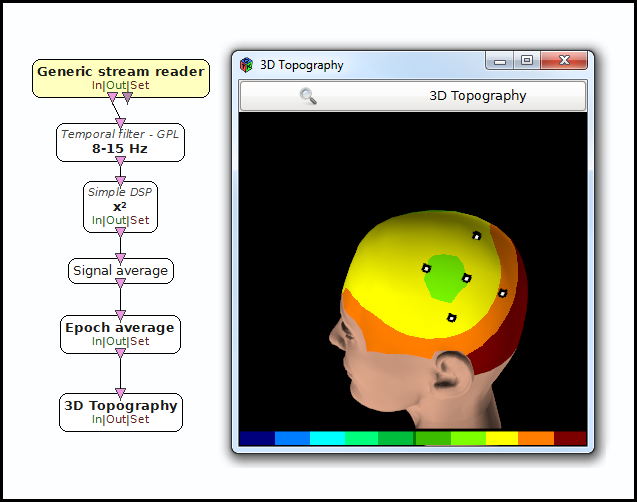 Generic stream reader
In|Out|Set
Temporal filter - GPL
8-15 Hz
Simple DSP
x²
In|Out|Set
Signal average
Epoch average
In|Out|Set
3D Topography
In|Out|Set
3D Topography
3D Topography